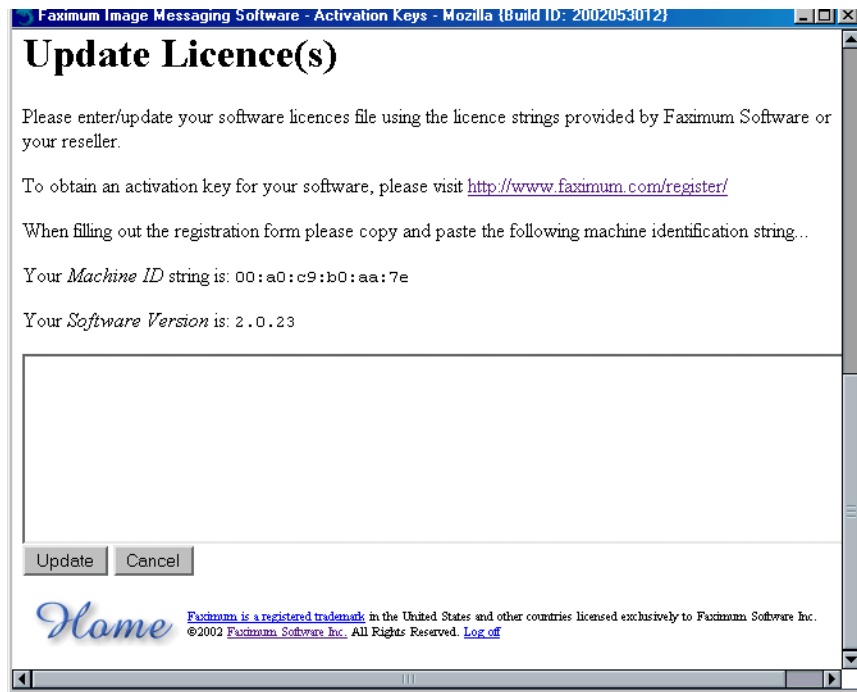 Faximum Image Messaging Software - Activation Keys - Mozilla {Build ID: 2002053012}
Update Licence(s)
Please enter/update your software licences file using the licence strings provided by Faximum Software or
your reseller.
To obtain an activation key for your software, please visit http://www.faximum.com/register/
When filling out the registration form please copy and paste the following machine identification string...
Your Machine ID string is: 00:a0:c9:b0:aa:7e
Your Software Version is: 2.0.23
Update Cancel
Home
Faximum is a registered trademark in the United States and other countries licensed exclusively to Faximum Software Inc.
©2002 Faximum Software Inc. All Rights Reserved. Log off